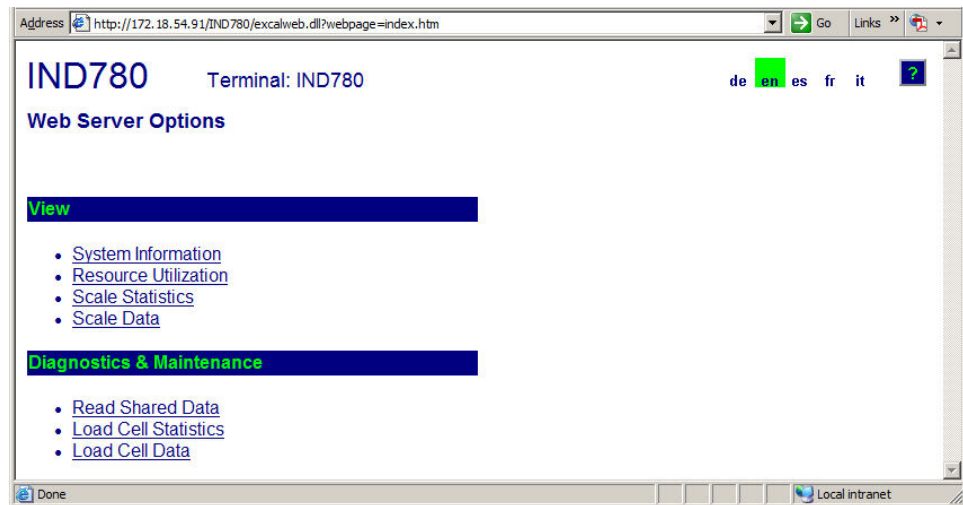 Address http://172.18.54.91/IND780/excalweb.dll?webpage=index.htm Go Links »
IND780 Terminal: IND780 de en es fr it ?
Web Server Options
View
• System Information
• Resource Utilization
• Scale Statistics
• Scale Data
Diagnostics & Maintenance
• Read Shared Data
• Load Cell Statistics
• Load Cell Data
Done Local intranet